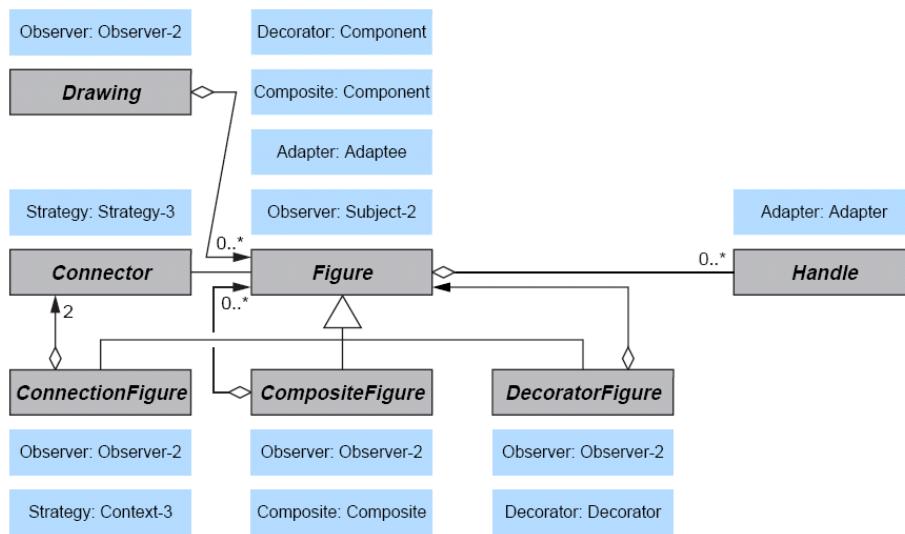 Observer: Observer-2
Decorator: Component
Drawing
Composite: Component
Adapter: Adaptee
Strategy: Strategy-3
Observer: Subject-2
Adapter: Adapter
0..*
0..*
Connector
Figure
Handle
2
0..*
ConnectionFigure
CompositeFigure
DecoratorFigure
Observer: Observer-2
Observer: Observer-2
Observer: Observer-2
Strategy: Context-3
Composite: Composite
Decorator: Decorator